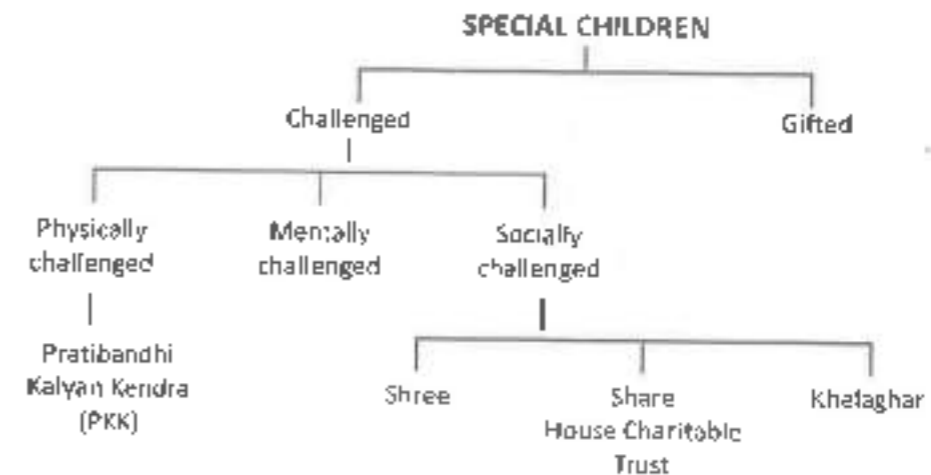 SPECIAL CHILDREN
Challenged
Gifted
Physically
challenged
Mentally
challenged
Socially
challenged
Pratibandhi
Kalyan Kendra
(PKK)
Shree
Share
House Charitable
Trust
Khelaghar